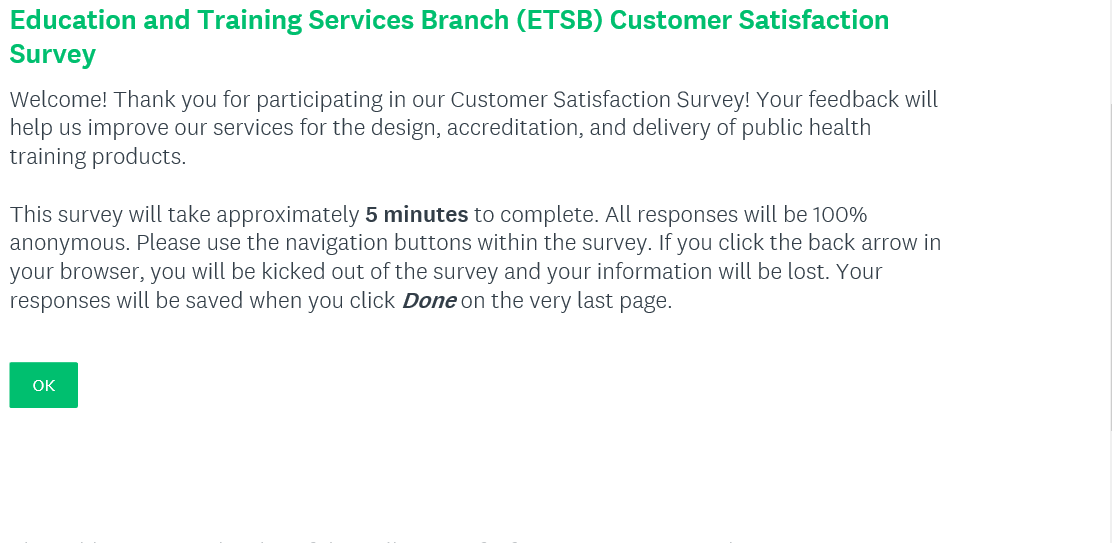 Education and Training Services Branch (ETSB) Customer Satisfaction
Survey
Welcome! Thank you for participating in our Customer Satisfaction Survey! Your feedback will
help us improve our services for the design, accreditation, and delivery of public health
training products.
This survey will take approximately 5 minutes to complete. All responses will be 100%
anonymous. Please use the navigation buttons within the survey. If you click the back arrow in
your browser, you will be kicked out of the survey and your information will be lost. Your
responses will be saved when you click Done on the very last page.
OK